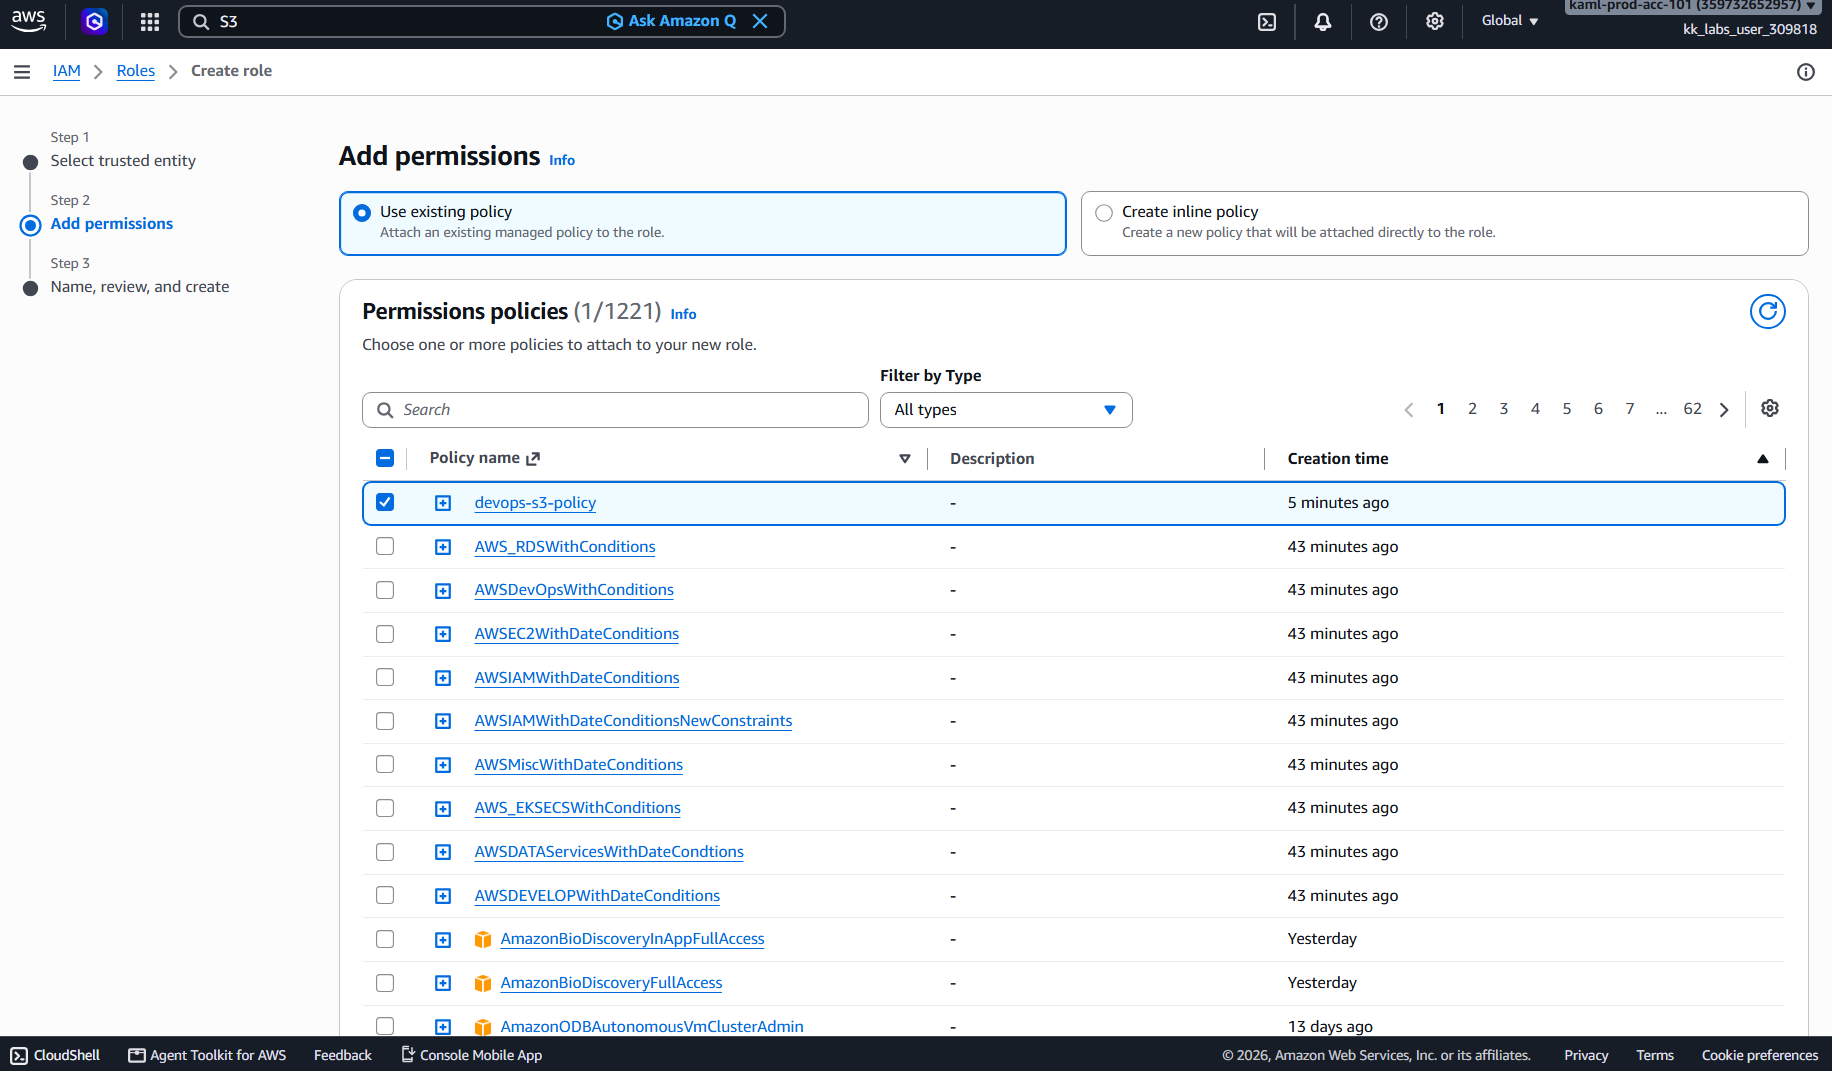 aws
S3
Ask Amazon Q
Global
kaml-prod-acc-101 (359732652957)
kk_labs_user_309818
IAM
Roles
Create role
Step 1
Select trusted entity
Step 2
Add permissions
Step 3
Name, review, and create
Add permissions Info
Use existing policy
Attach an existing managed policy to the role.
Create inline policy
Create a new policy that will be attached directly to the role.
Permissions policies (1/1221) Info
Choose one or more policies to attach to your new role.
Filter by Type
Search
All types
1 2 3 4 5 6 7 ... 62
Policy name Description Creation time
devops-s3-policy - 5 minutes ago
AWS_RDSWithConditions - 43 minutes ago
AWSDevOpsWithConditions - 43 minutes ago
AWSEC2WithDateConditions - 43 minutes ago
AWSIAMWithDateConditions - 43 minutes ago
AWSIAMWithDateConditionsNewConstraints - 43 minutes ago
AWSMiscWithDateConditions - 43 minutes ago
AWS_EKSECSWithConditions - 43 minutes ago
AWSDATAServicesWithDateCondtions - 43 minutes ago
AWSDEVELOPWithDateConditions - 43 minutes ago
AmazonBioDiscoveryInAppFullAccess - Yesterday
AmazonBioDiscoveryFullAccess - Yesterday
AmazonODBAutonomousVmClusterAdmin - 13 days ago
CloudShell Agent Toolkit for AWS Feedback Console Mobile App © 2026, Amazon Web Services, Inc. or its affiliates. Privacy Terms Cookie preferences